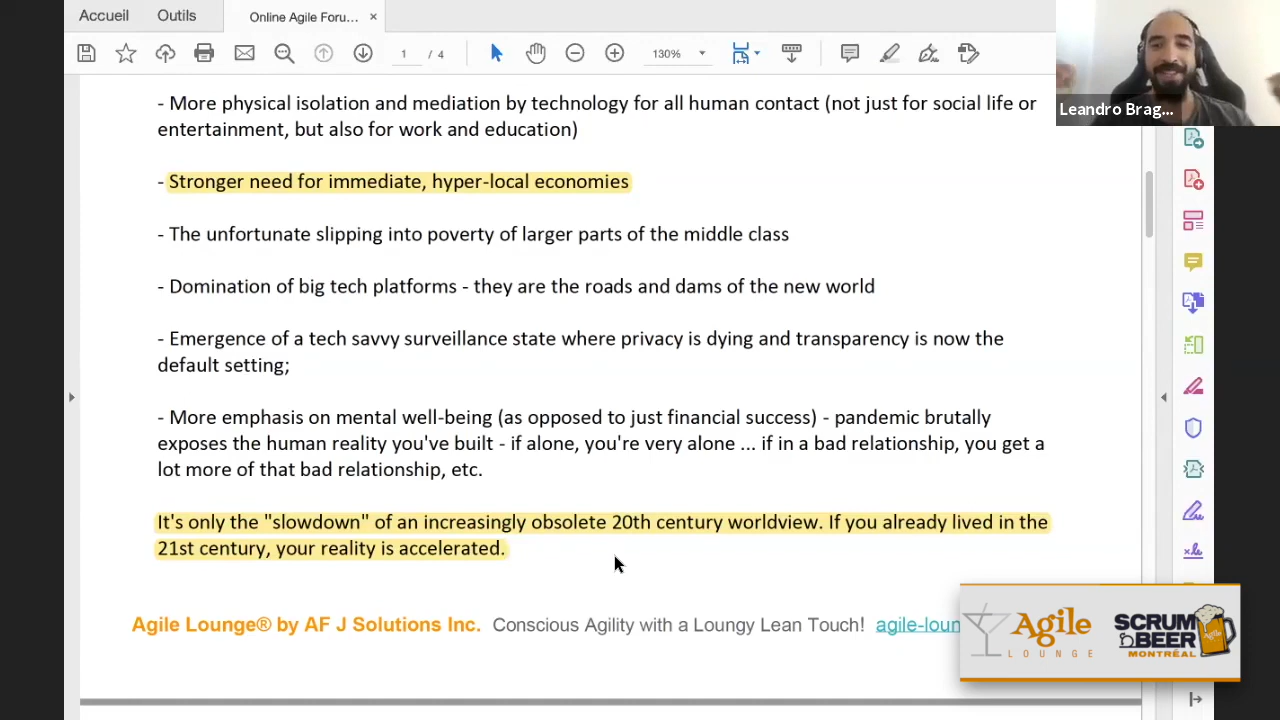 Accueil
Outils
Online Agile Foru... ×
1 / 4
130%
Leandro Brag...
- More physical isolation and mediation by technology for all human contact (not just for social life or
entertainment, but also for work and education)
- Stronger need for immediate, hyper-local economies
- The unfortunate slipping into poverty of larger parts of the middle class
- Domination of big tech platforms - they are the roads and dams of the new world
- Emergence of a tech savvy surveillance state where privacy is dying and transparency is now the
default setting;
- More emphasis on mental well-being (as opposed to just financial success) - pandemic brutally
exposes the human reality you've built - if alone, you're very alone ... if in a bad relationship, you get a
lot more of that bad relationship, etc.
It's only the "slowdown" of an increasingly obsolete 20th century worldview. If you already lived in the
21st century, your reality is accelerated.
Agile Lounge® by AF J Solutions Inc. Conscious Agility with a Loungy Lean Touch! agile-loun
Agile
LOUNGE
SCRUM
BEER
MONTRÉAL
Agile